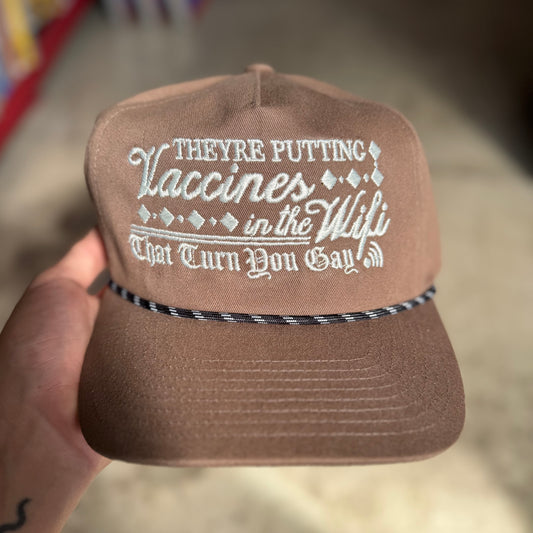 THEYRE PUTTING
Vaccines
in the Wifi
That Turn You Gay